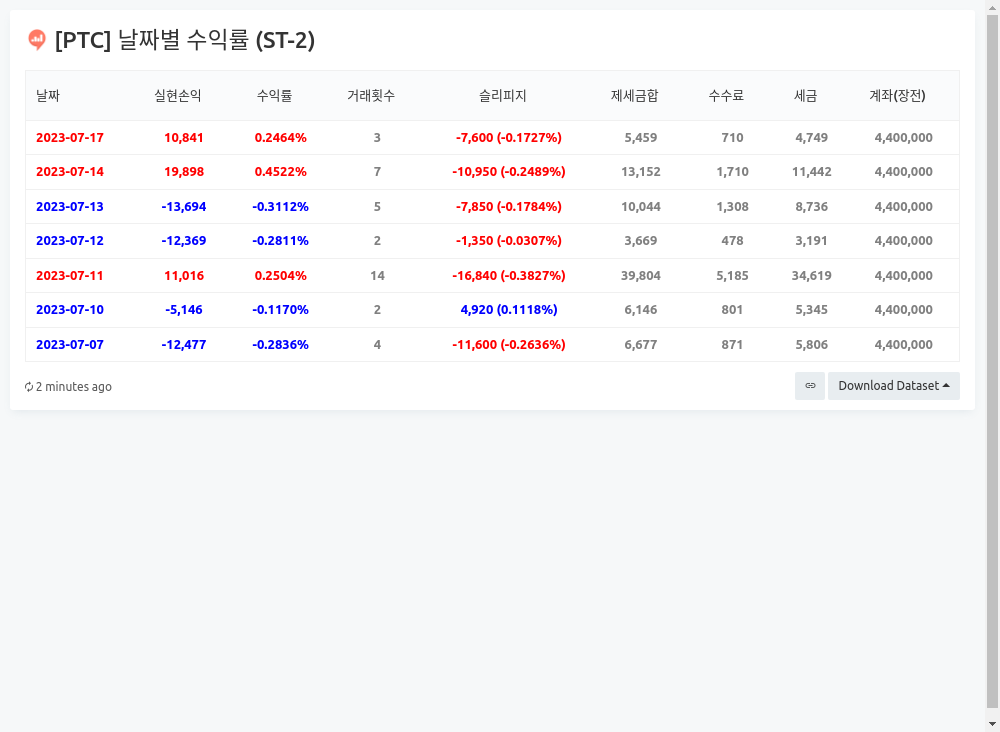 [PTC] 날짜별 수익률 (ST-2)
날짜 실현손익 수익률 거래횟수 슬리피지 제세금합 수수료 세금 계좌(장전)
2023-07-17 10,841 0.2464% 3 -7,600 (-0.1727%) 5,459 710 4,749 4,400,000
2023-07-14 19,898 0.4522% 7 -10,950 (-0.2489%) 13,152 1,710 11,442 4,400,000
2023-07-13 -13,694 -0.3112% 5 -7,850 (-0.1784%) 10,044 1,308 8,736 4,400,000
2023-07-12 -12,369 -0.2811% 2 -1,350 (-0.0307%) 3,669 478 3,191 4,400,000
2023-07-11 11,016 0.2504% 14 -16,840 (-0.3827%) 39,804 5,185 34,619 4,400,000
2023-07-10 -5,146 -0.1170% 2 4,920 (0.1118%) 6,146 801 5,345 4,400,000
2023-07-07 -12,477 -0.2836% 4 -11,600 (-0.2636%) 6,677 871 5,806 4,400,000
2 minutes ago Download Dataset